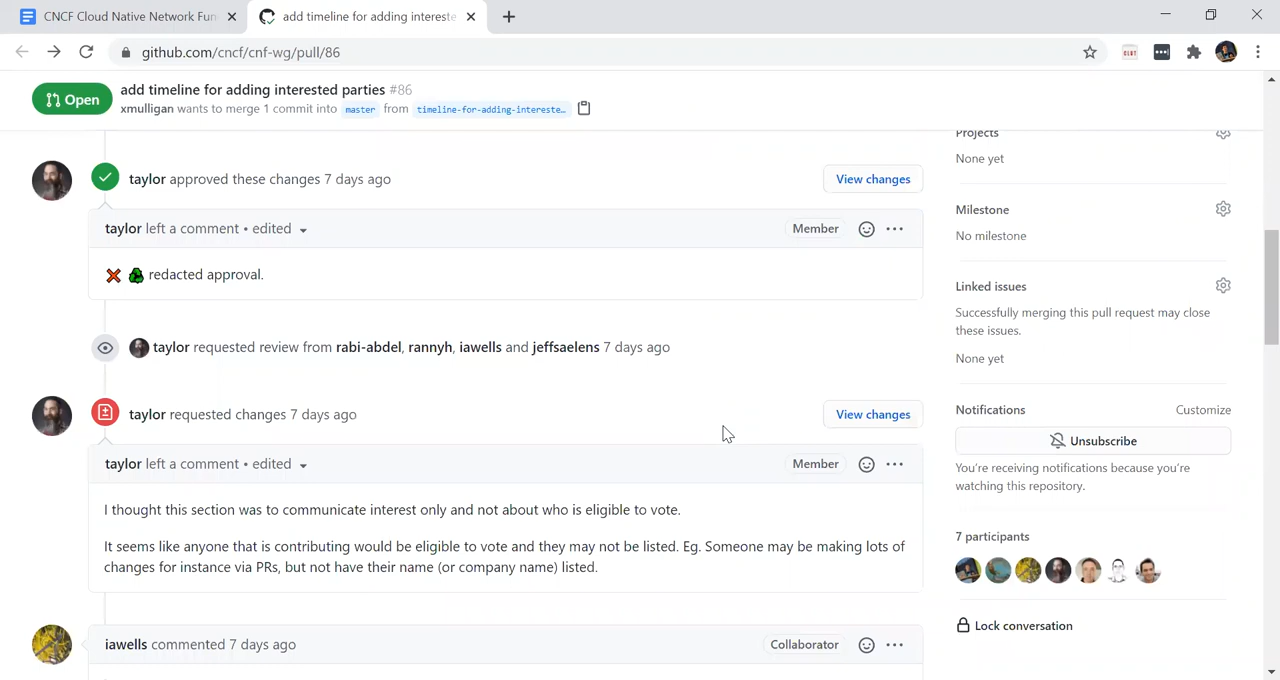 CNCF Cloud Native Network Fun
add timeline for adding intereste
github.com/cncf/cnf-wg/pull/86
Open
add timeline for adding interested parties #86
xmulligan wants to merge 1 commit into master from timeline-for-adding-intereste…
Projects
None yet
taylor approved these changes 7 days ago
View changes
Milestone
No milestone
taylor left a comment • edited
Member
redacted approval.
Linked issues
Successfully merging this pull request may close
these issues.
None yet
taylor requested review from rabi-abdel, rannyh, iawells and jeffsaelens 7 days ago
taylor requested changes 7 days ago
View changes
Notifications
Customize
Unsubscribe
You're receiving notifications because you're
watching this repository.
taylor left a comment • edited
Member
I thought this section was to communicate interest only and not about who is eligible to vote.
It seems like anyone that is contributing would be eligible to vote and they may not be listed. Eg. Someone may be making lots of
changes for instance via PRs, but not have their name (or company name) listed.
7 participants
Lock conversation
iawells commented 7 days ago
Collaborator